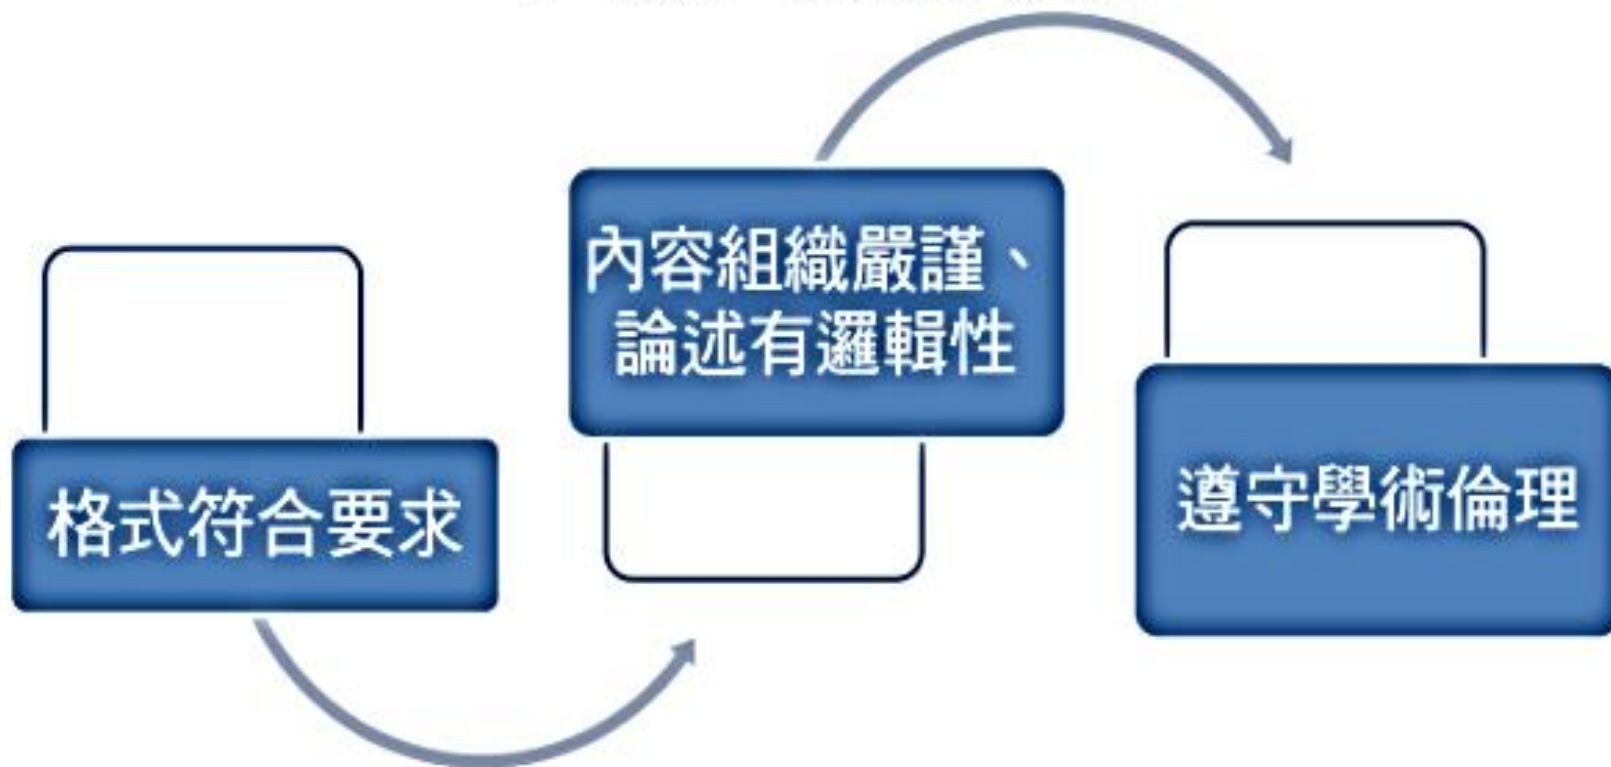 格式符合要求
內容組織嚴謹、
論述有邏輯性
遵守學術倫理